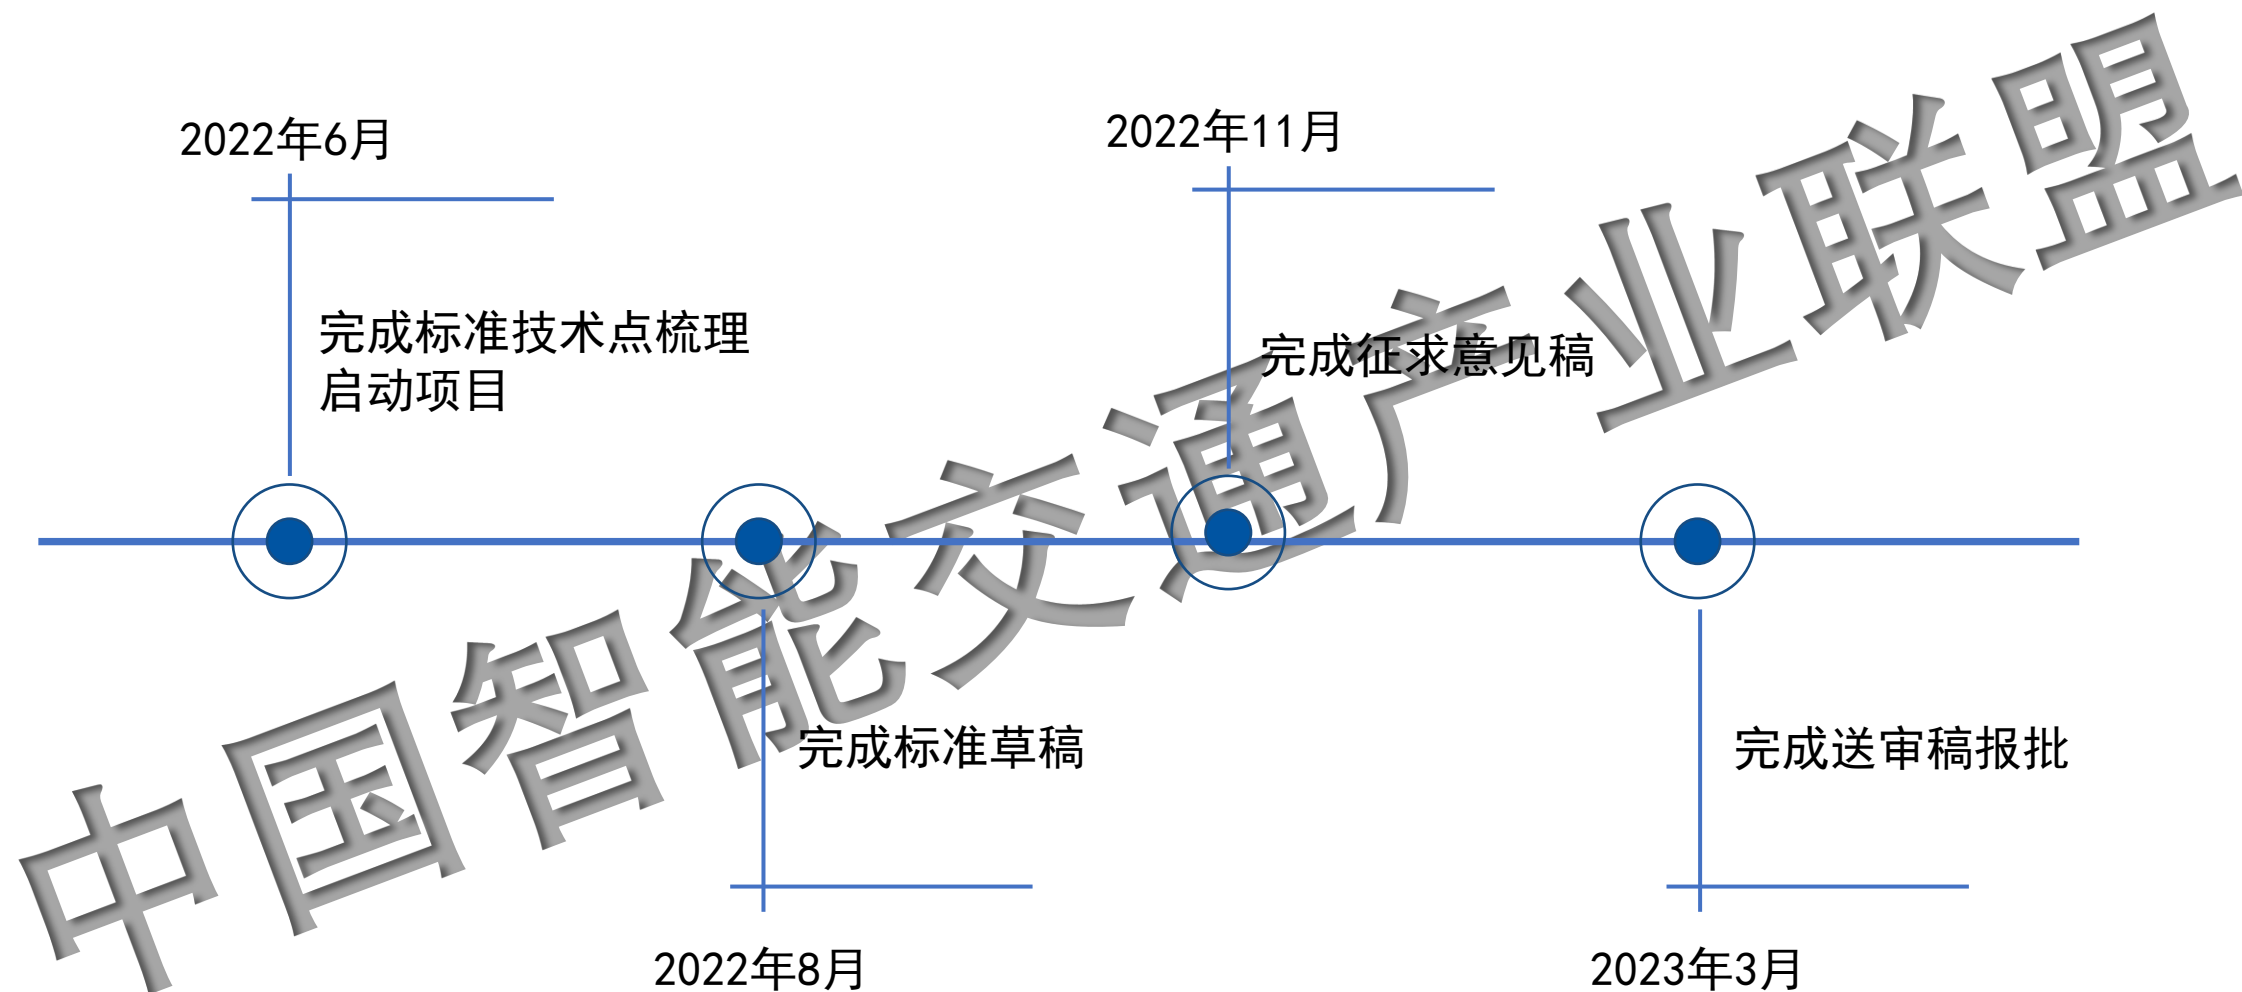 2022年6月
完成标准技术点梳理
启动项目
2022年11月
完成征求意见稿
完成标准草稿
2022年8月
完成送审稿报批
2023年3月
中国智能交通产业联盟